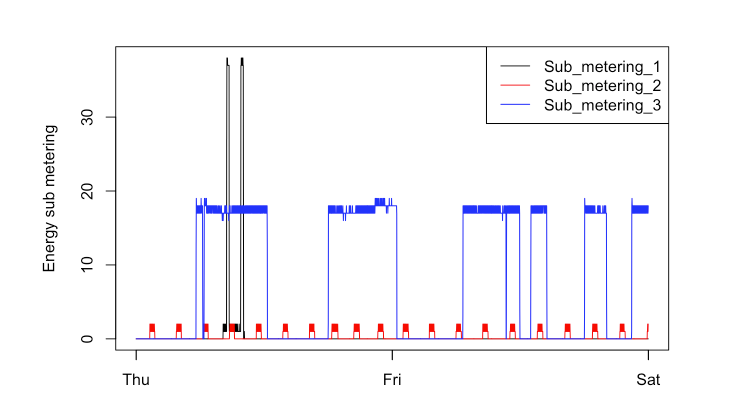 Sub_metering_1
Sub_metering_2
Sub_metering_3
Energy sub metering
30
20
10
0
Thu Fri Sat